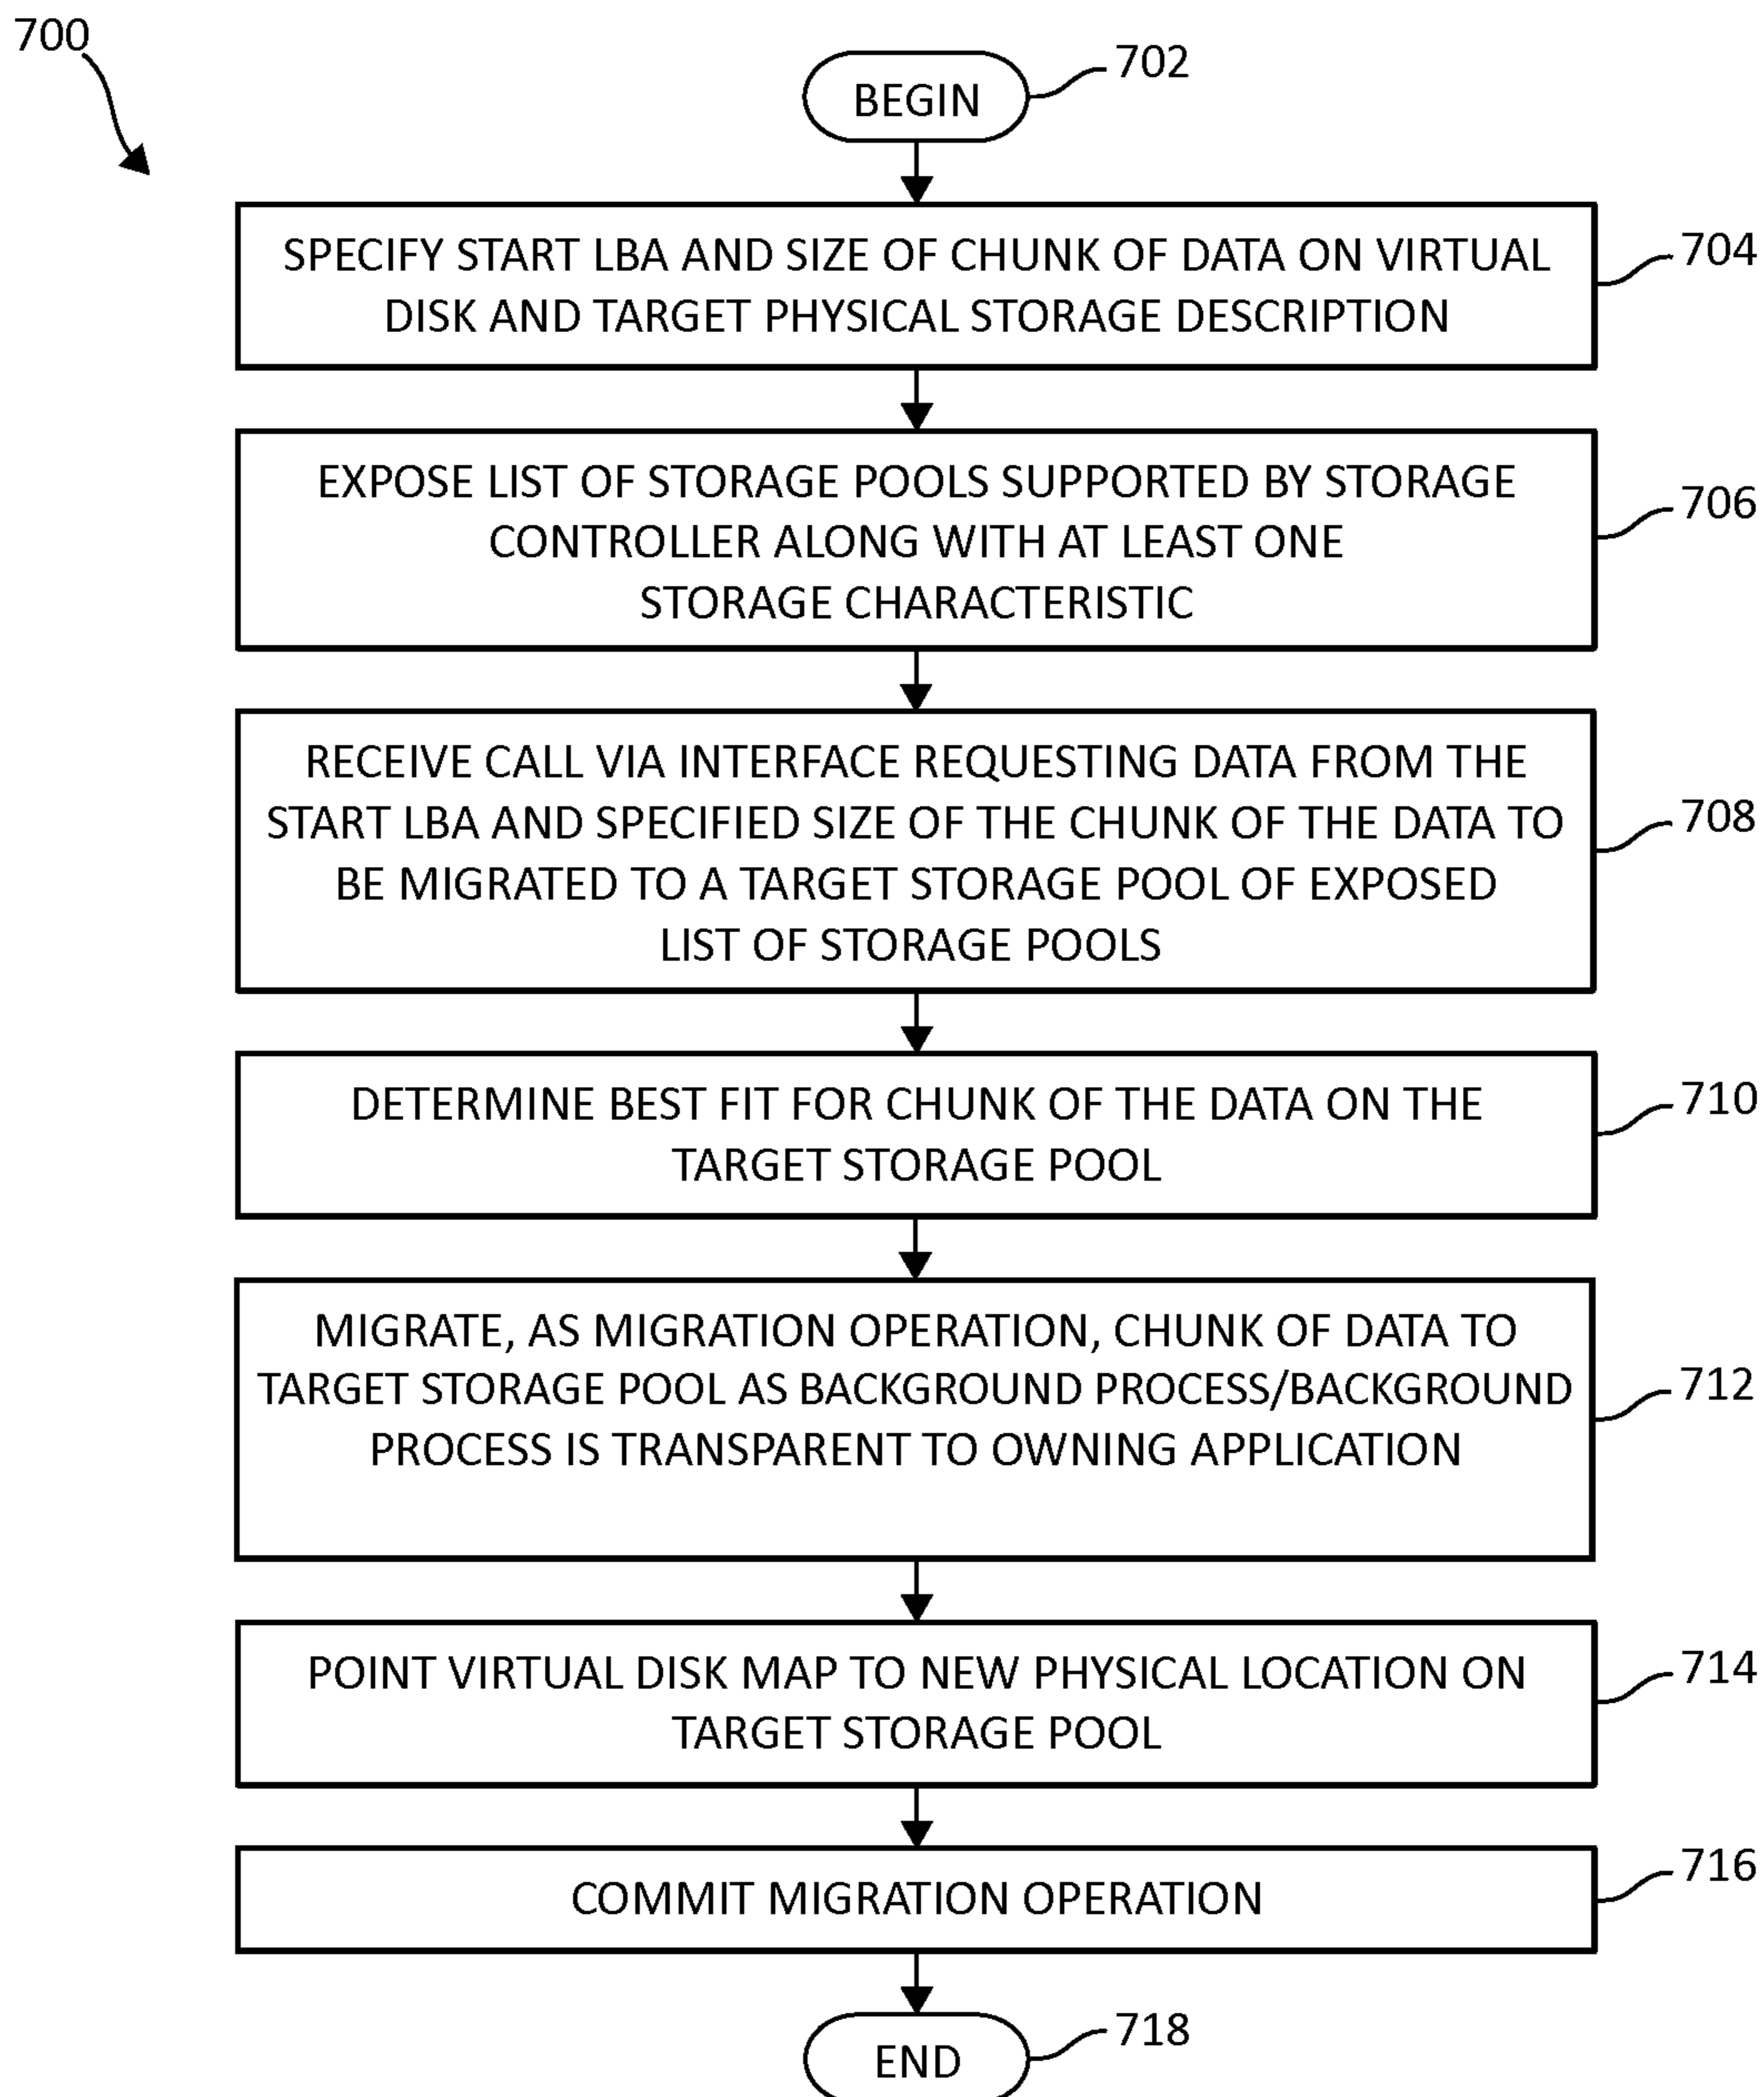 700
BEGIN
702
SPECIFY START LBA AND SIZE OF CHUNK OF DATA ON VIRTUAL
DISK AND TARGET PHYSICAL STORAGE DESCRIPTION
704
EXPOSE LIST OF STORAGE POOLS SUPPORTED BY STORAGE
CONTROLLER ALONG WITH AT LEAST ONE
STORAGE CHARACTERISTIC
706
RECEIVE CALL VIA INTERFACE REQUESTING DATA FROM THE
START LBA AND SPECIFIED SIZE OF THE CHUNK OF THE DATA TO
BE MIGRATED TO A TARGET STORAGE POOL OF EXPOSED
LIST OF STORAGE POOLS
708
DETERMINE BEST FIT FOR CHUNK OF THE DATA ON THE
TARGET STORAGE POOL
710
MIGRATE, AS MIGRATION OPERATION, CHUNK OF DATA TO
TARGET STORAGE POOL AS BACKGROUND PROCESS/BACKGROUND
PROCESS IS TRANSPARENT TO OWNING APPLICATION
712
POINT VIRTUAL DISK MAP TO NEW PHYSICAL LOCATION ON
TARGET STORAGE POOL
714
COMMIT MIGRATION OPERATION
716
END
718